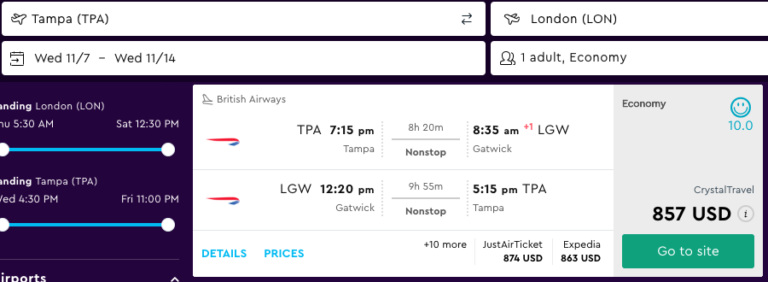 Tampa (TPA)
London (LON)
Wed 11/7 – Wed 11/14
1 adult, Economy
anding London (LON)
hu 5:30 AM Sat 12:30 PM
anding Tampa (TPA)
Wed 4:30 PM Fri 11:00 PM
irports
British Airways
TPA 7:15 pm 8h 20m 8:35 am +1 LGW
Tampa Nonstop Gatwick
LGW 12:20 pm 9h 55m 5:15 pm TPA
Gatwick Nonstop Tampa
DETAILS PRICES +10 more JustAirTicket Expedia
874 USD 863 USD
Economy
10.0
CrystalTravel
857 USD i
Go to site